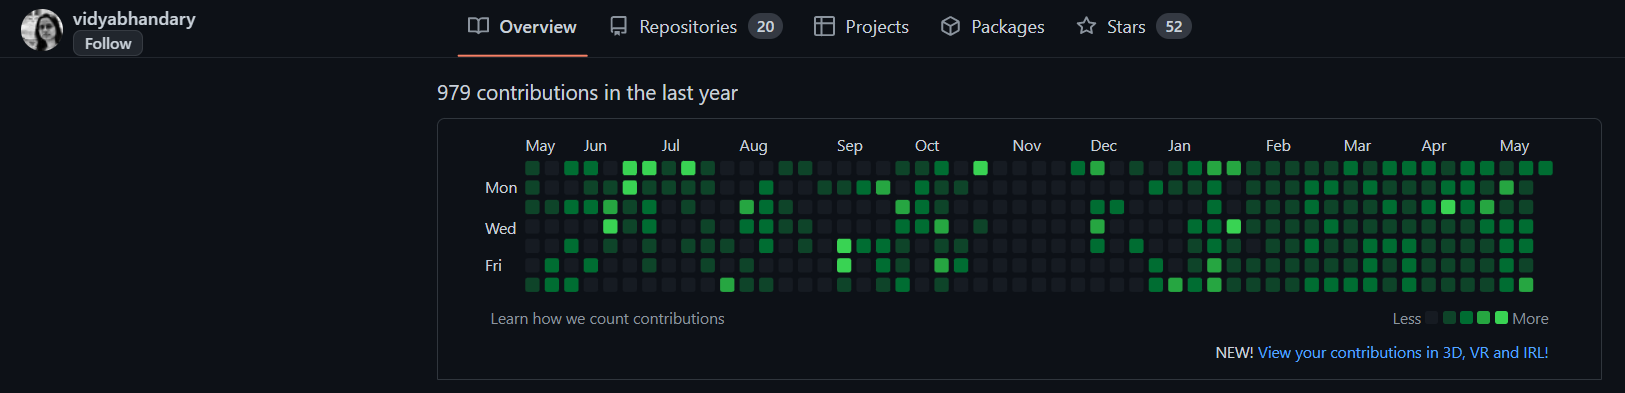 vidyabhandary
Follow
Overview Repositories 20 Projects Packages Stars 52
979 contributions in the last year
May Jun Jul Aug Sep Oct Nov Dec Jan Feb Mar Apr May
Mon
Wed
Fri
Learn how we count contributions
Less More
NEW! View your contributions in 3D, VR and IRL!